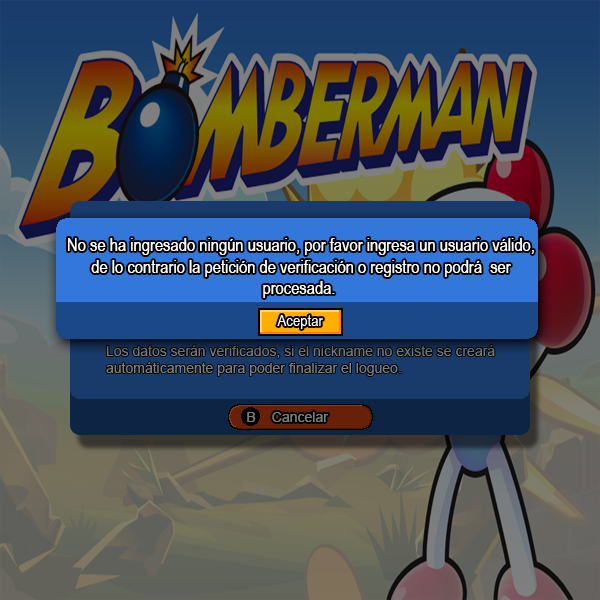 BOMBERMAN
No se ha ingresado ningún usuario, por favor ingresa un usuario válido,
de lo contrario la petición de verificación o registro no podrá ser
procesada.
Aceptar
Los datos serán verificados, si el nickname no existe se creará
automáticamente para poder finalizar el logueo.
B Cancelar